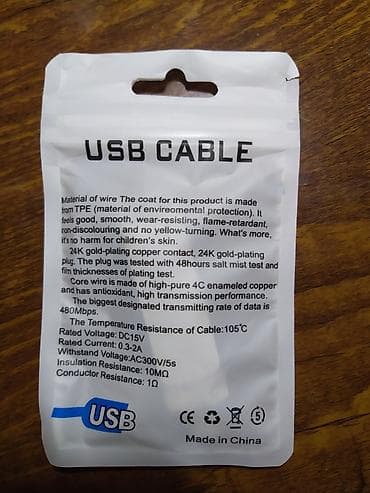 USB CABLE
Material of wire The coat for this product is made
from TPE (material of envireomental protection). It
feels good, smooth, wear-resisting, flame-retardant,
non-discolouring and no yellow-turning. What's more,
it's no harm for children's skin.
24K gold-plating copper contact, 24K gold-plating
plug. The plug was tested with 48hours salt mist test and
film thicknesses of plating test.
Core wire is made of high-pure 4C enameled copper
and has antioxidant, high transmission performance.
The biggest designated transmitting rate of data is
480Mbps.
The Temperature Resistance of Cable:105℃
Rated Voltage:DC15V
Rated Current:0.3-2A
Withstand Voltage:AC300V/5s
Insulation Resistance:10MΩ
Conductor Resistance:1Ω
USB
CE 5
Made in China